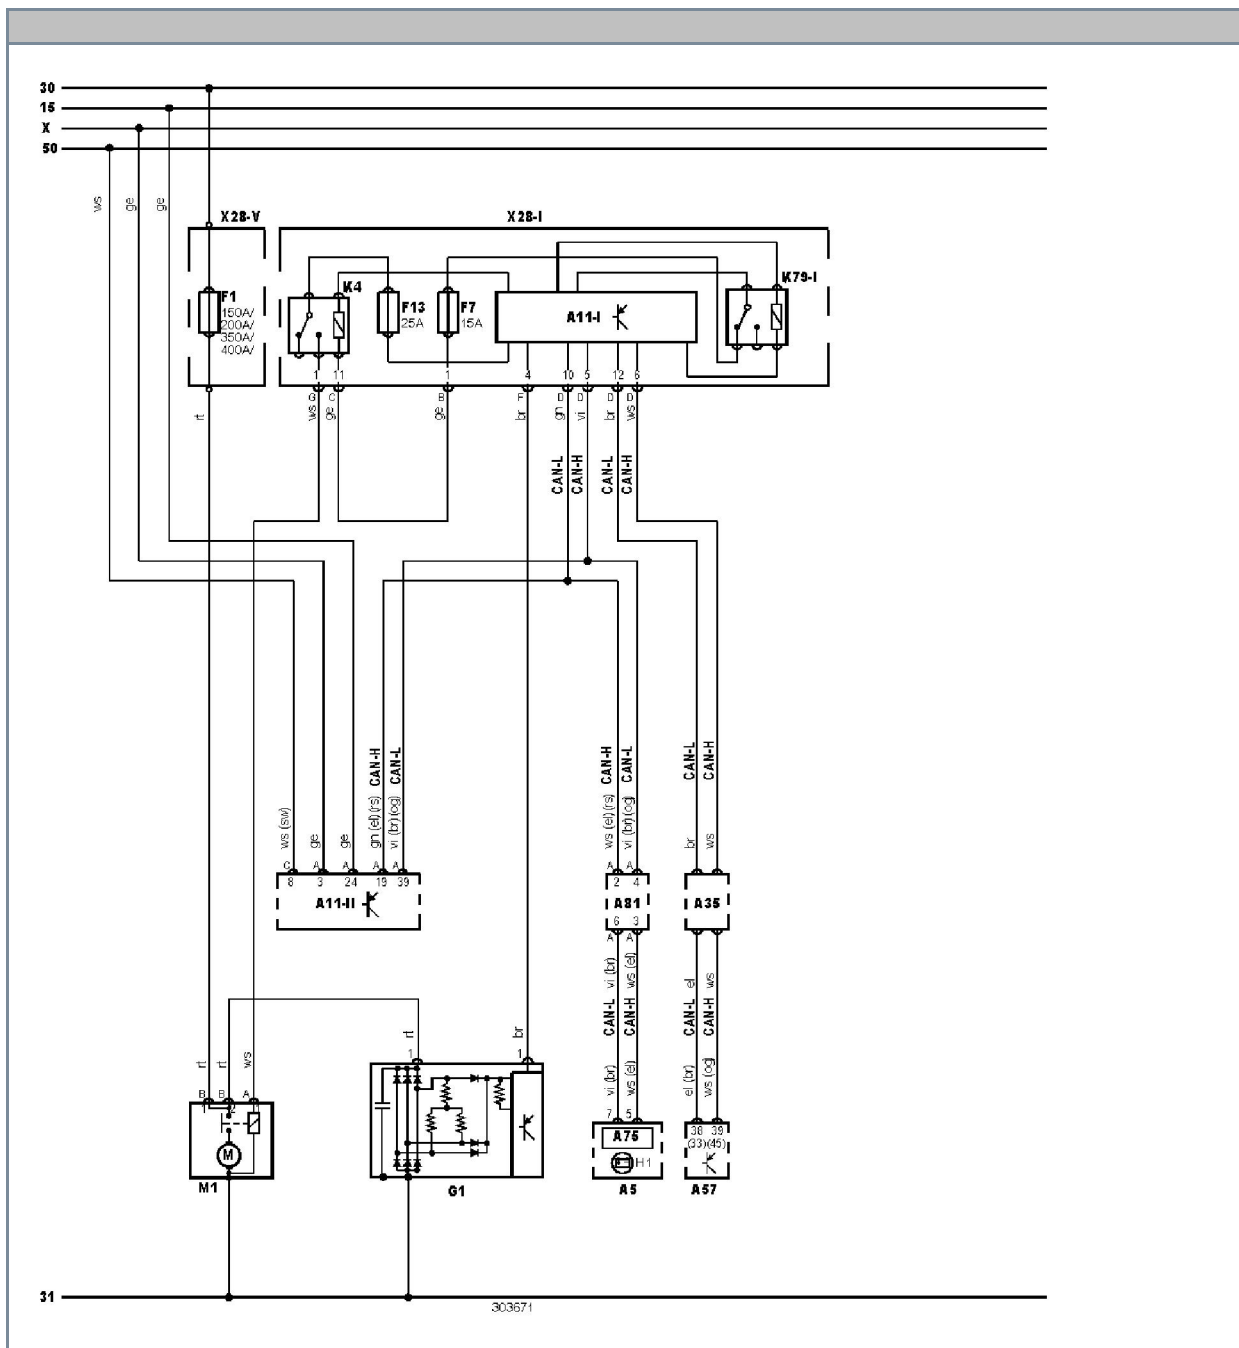 30
15
X
50
ws
ge
ge
X28-V
X28-I
F1
150A/
200A/
350A/
400A/
K4
F13
25A
F7
15A
A11-I
K79-I
1 11 1 4 10 5 12 6
G C B F D D D D
rt
ws
ge
ge
br
gn
vi
br
ws
CAN-L
CAN-H
CAN-L
CAN-H
CAN-H
CAN-L
CAN-H
CAN-L
CAN-L
CAN-H
ws (sw)
ge
ge
gn (el)(rs)
vi (br)(og)
ws (el)(rs)
vi (br)(og)
br
ws
C A A A A A A
8 3 24 19 39 2 4
A11-II
A81
A35
6 3
A A
vi (br)
ws (el)
el
ws
CAN-L
CAN-H
CAN-L
CAN-H
rt
rt
ws
rt
br
vi (br)
ws (el)
el (br)
ws (og)
B B A
1 2 1
1 1
7 5
38 39
(33)(45)
M
A75
H1
M1
G1
A5
A57
31
303671